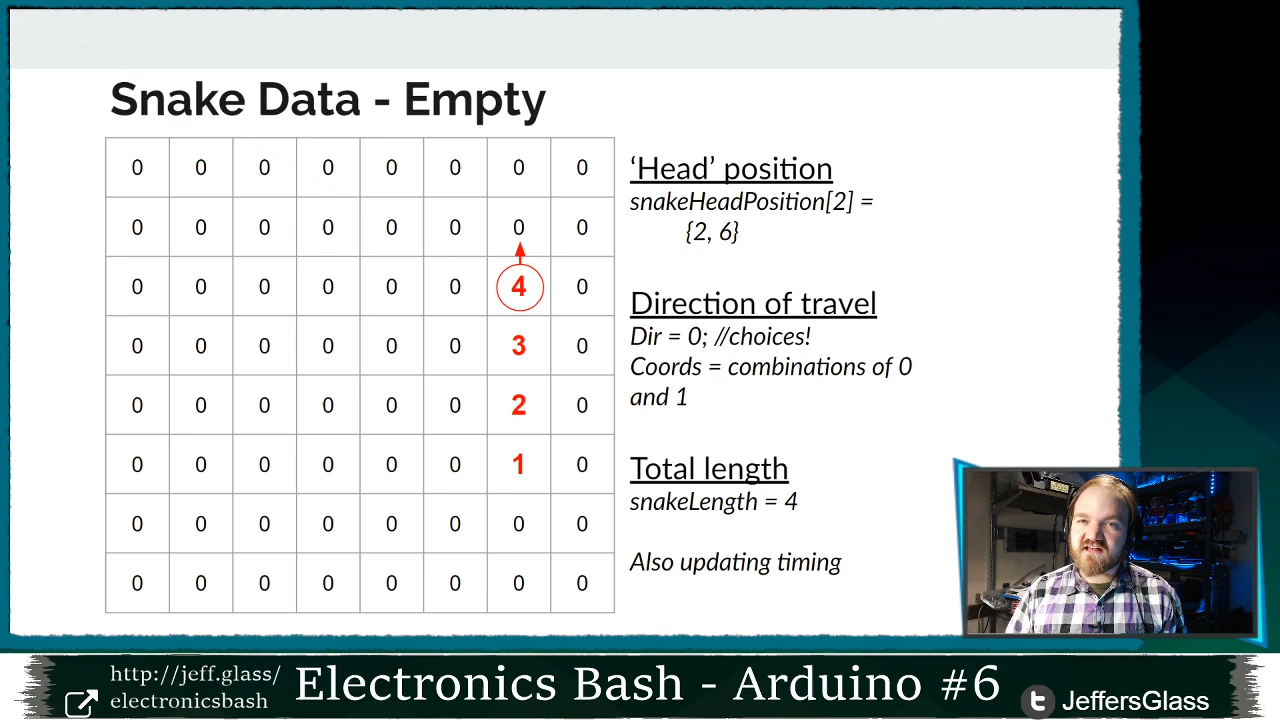 Snake Data - Empty
0 0 0 0 0 0 0 0
0 0 0 0 0 0 0 0
0 0 0 0 0 0 4 0
0 0 0 0 0 0 3 0
0 0 0 0 0 0 2 0
0 0 0 0 0 0 1 0
0 0 0 0 0 0 0 0
0 0 0 0 0 0 0 0
‘Head’ position
snakeHeadPosition[2] =
{2, 6}
Direction of travel
Dir = 0; //choices!
Coords = combinations of 0
and 1
Total length
snakeLength = 4
Also updating timing
http://jeff.glass/
electronicsbash
Electronics Bash - Arduino #6
JeffersGlass